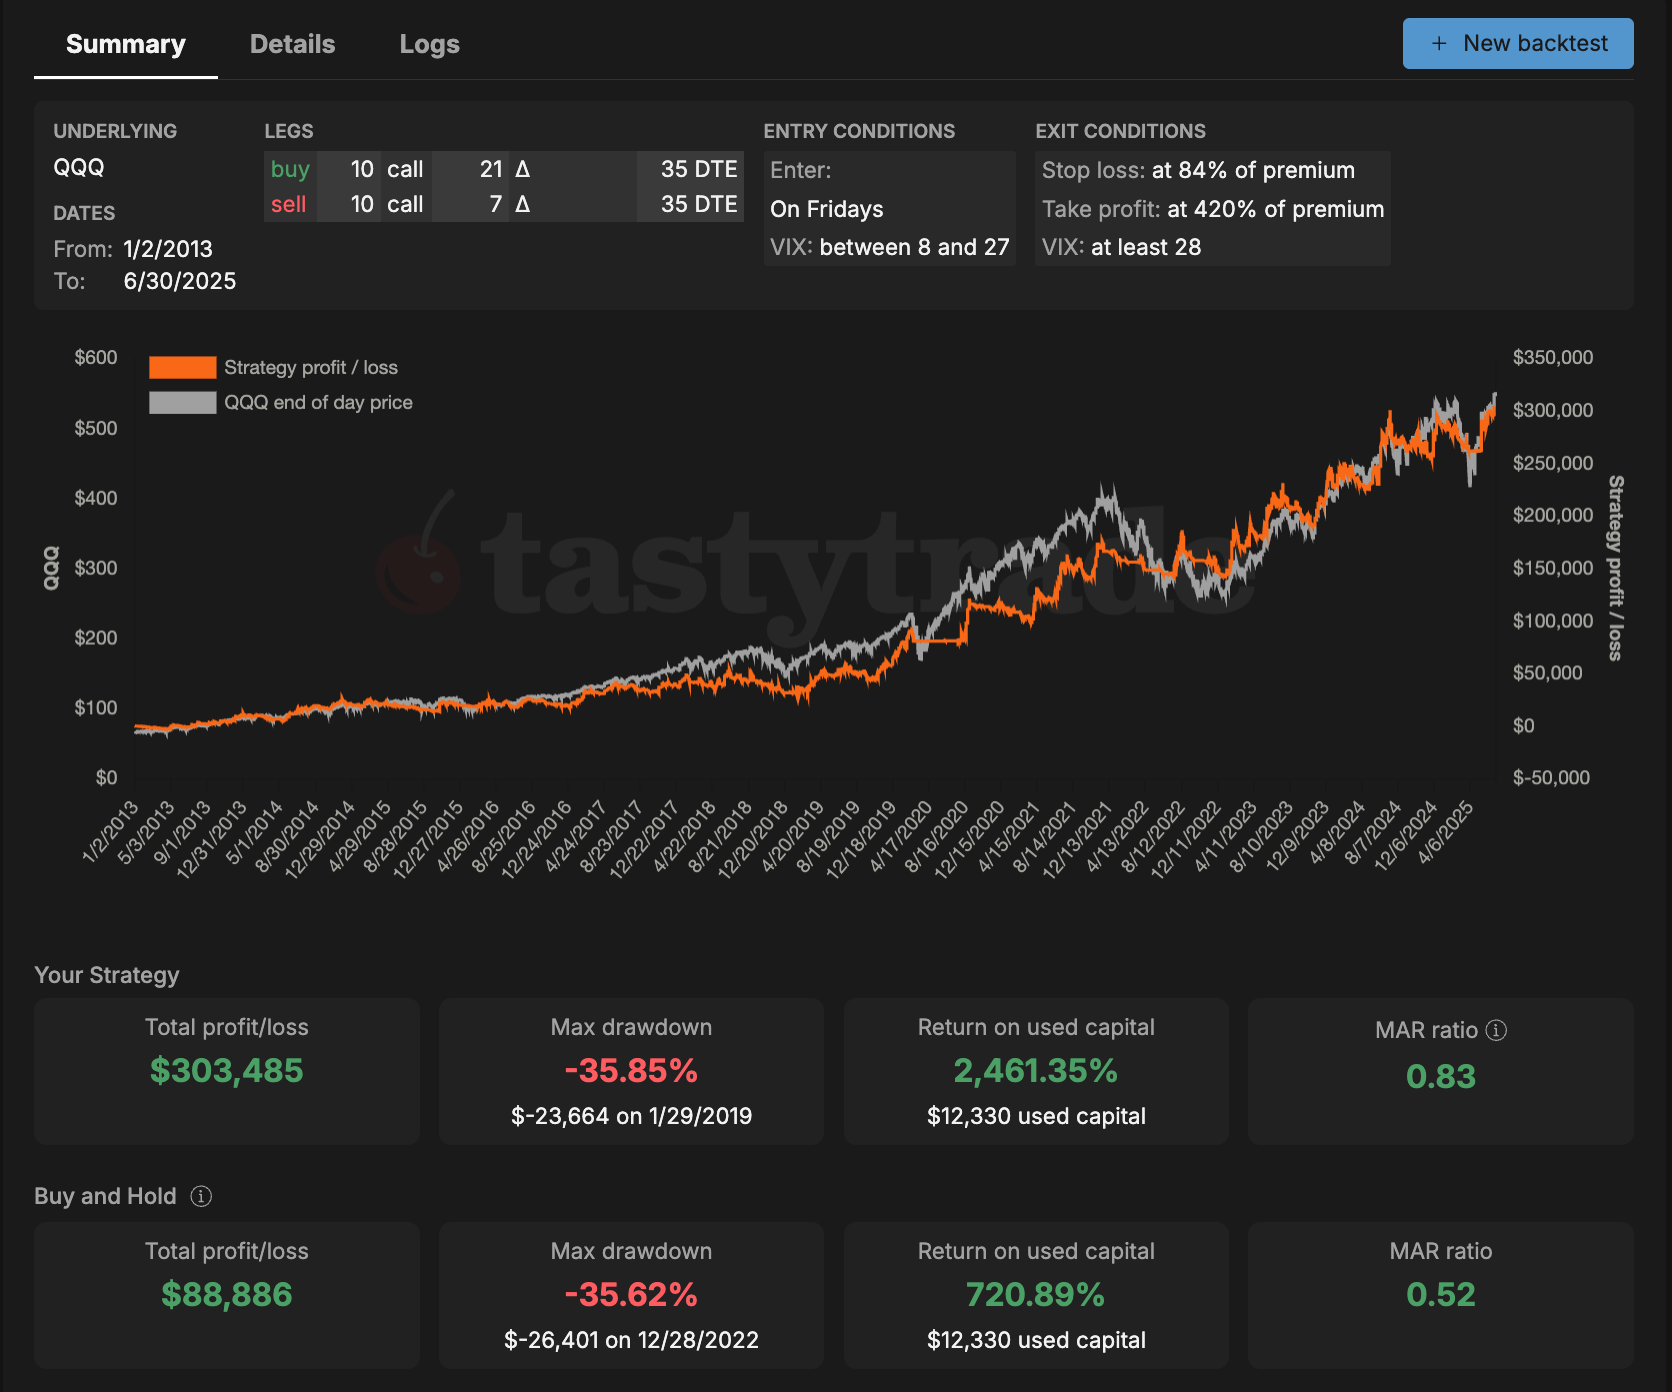 Summary Details Logs + New backtest
UNDERLYING
QQQ
DATES
From: 1/2/2013
To: 6/30/2025
LEGS
buy 10 call 21 Δ 35 DTE
sell 10 call 7 Δ 35 DTE
ENTRY CONDITIONS
Enter:
On Fridays
VIX: between 8 and 27
EXIT CONDITIONS
Stop loss: at 84% of premium
Take profit: at 420% of premium
VIX: at least 28
Strategy profit / loss
QQQ end of day price
$600
$500
$400
$300
$200
$100
$0
QQQ
tastytrade
$350,000
$300,000
$250,000
$200,000
$150,000
$100,000
$50,000
$0
$-50,000
Strategy profit / loss
1/2/2013
5/3/2013
9/1/2013
12/31/2013
5/1/2014
8/30/2014
12/29/2014
4/29/2015
8/28/2015
12/27/2015
4/26/2016
8/25/2016
12/24/2016
4/24/2017
8/23/2017
12/22/2017
4/22/2018
8/21/2018
12/20/2018
4/20/2019
8/19/2019
12/18/2019
4/17/2020
8/16/2020
12/15/2020
4/15/2021
8/14/2021
12/13/2021
4/13/2022
8/12/2022
12/11/2022
4/11/2023
8/10/2023
12/9/2023
4/8/2024
8/7/2024
12/6/2024
4/6/2025
Your Strategy
Total profit/loss
$303,485
Max drawdown
-35.85%
$-23,664 on 1/29/2019
Return on used capital
2,461.35%
$12,330 used capital
MAR ratio
0.83
Buy and Hold
Total profit/loss
$88,886
Max drawdown
-35.62%
$-26,401 on 12/28/2022
Return on used capital
720.89%
$12,330 used capital
MAR ratio
0.52